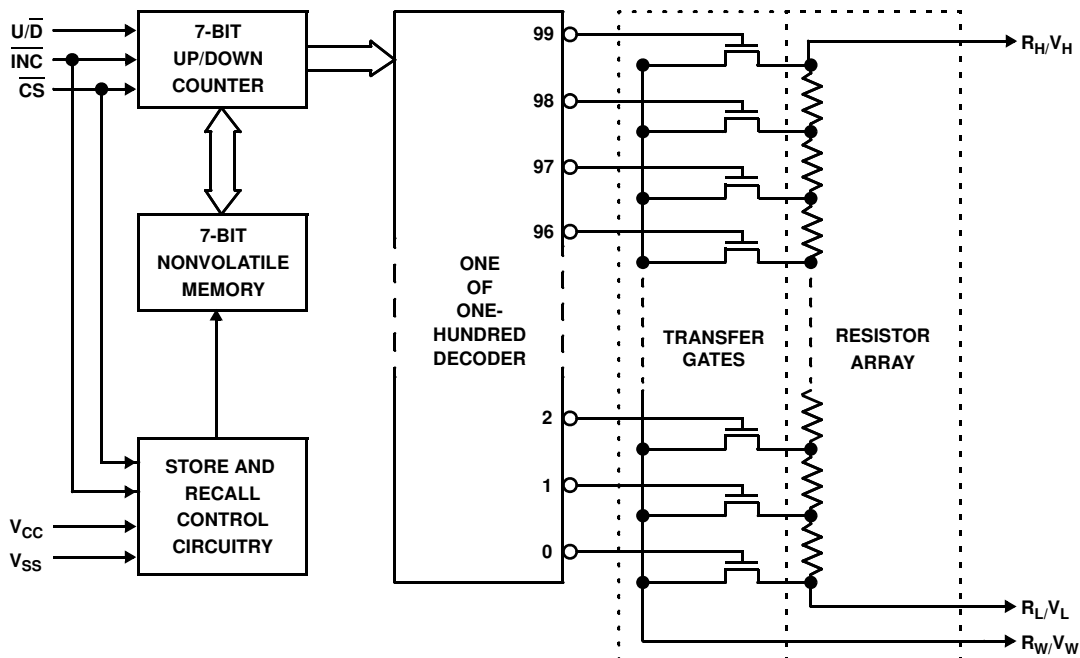 U/D̅
I̅N̅C̅
C̅S̅
7-BIT
UP/DOWN
COUNTER
7-BIT
NONVOLATILE
MEMORY
STORE AND
RECALL
CONTROL
CIRCUITRY
VCC
VSS
ONE
OF
ONE-
HUNDRED
DECODER
99
98
97
96
2
1
0
TRANSFER
GATES
RESISTOR
ARRAY
RH/VH
RL/VL
RW/VW